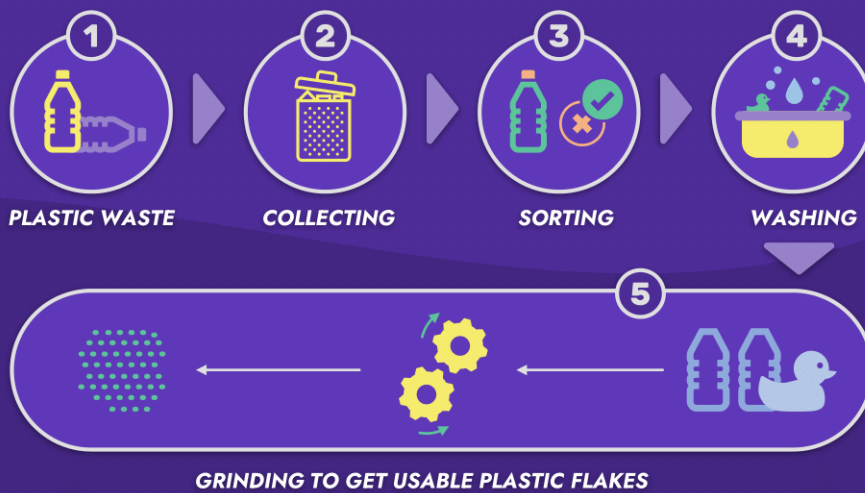 1
2
3
4
PLASTIC WASTE
COLLECTING
SORTING
WASHING
5
GRINDING TO GET USABLE PLASTIC FLAKES